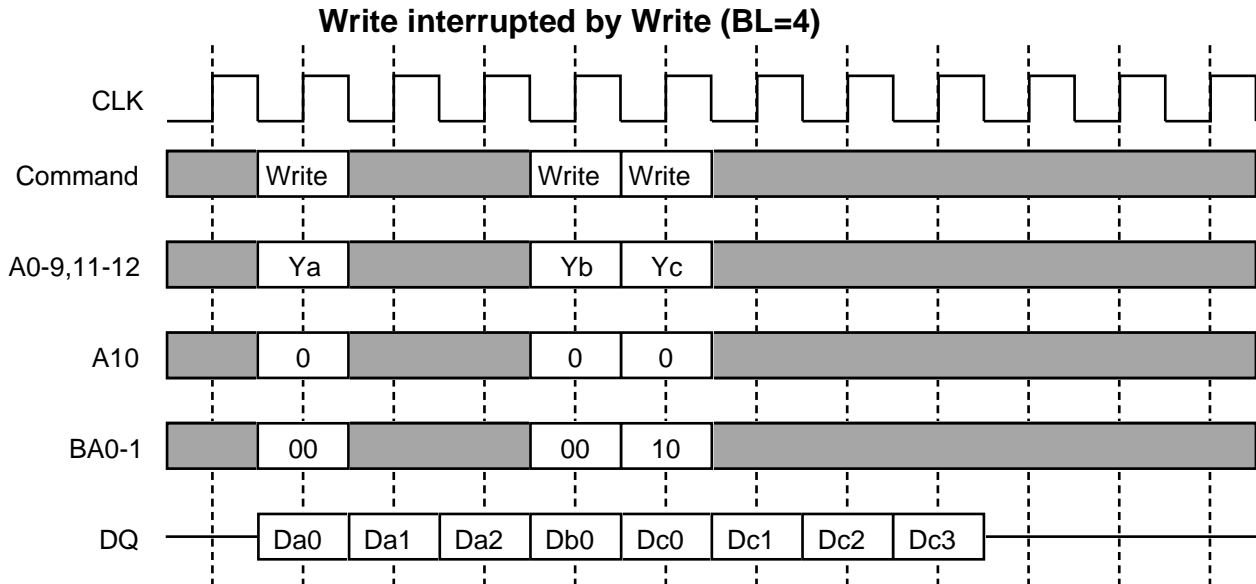 Write interrupted by Write (BL=4)
CLK
Command Write Write Write
A0-9,11-12 Ya Yb Yc
A10 0 0 0
BA0-1 00 00 10
DQ Da0 Da1 Da2 Db0 Dc0 Dc1 Dc2 Dc3